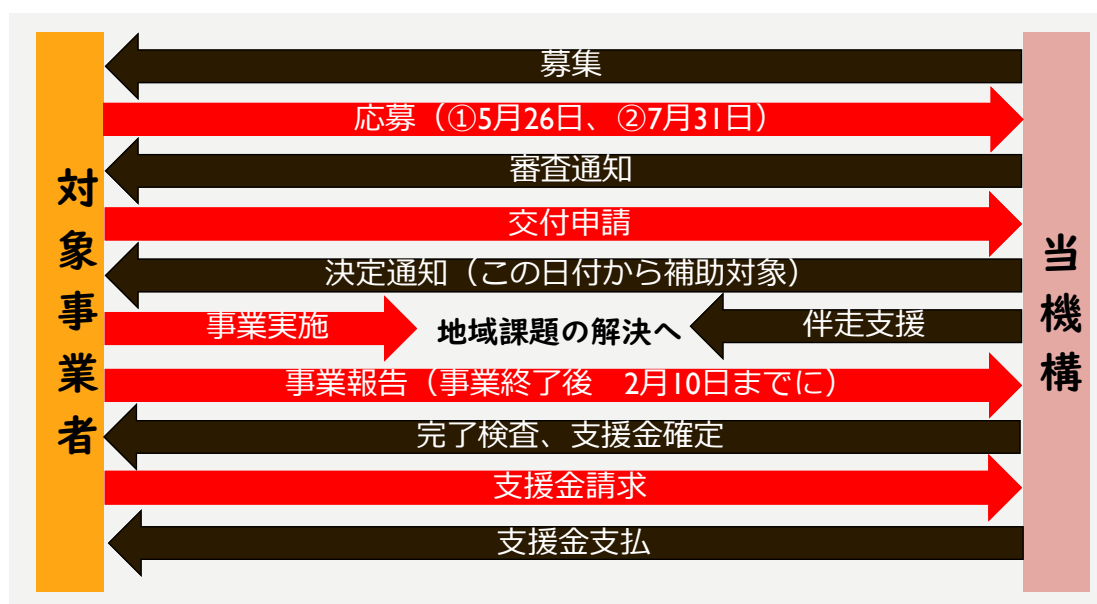 募集
応募（①5月26日、②7月31日）
審査通知
交付申請
決定通知（この日付から補助対象）
事業実施
地域課題の解決へ
伴走支援
事業報告（事業終了後　2月10日までに）
完了検査、支援金確定
支援金請求
支援金支払
対象事業者
当機構